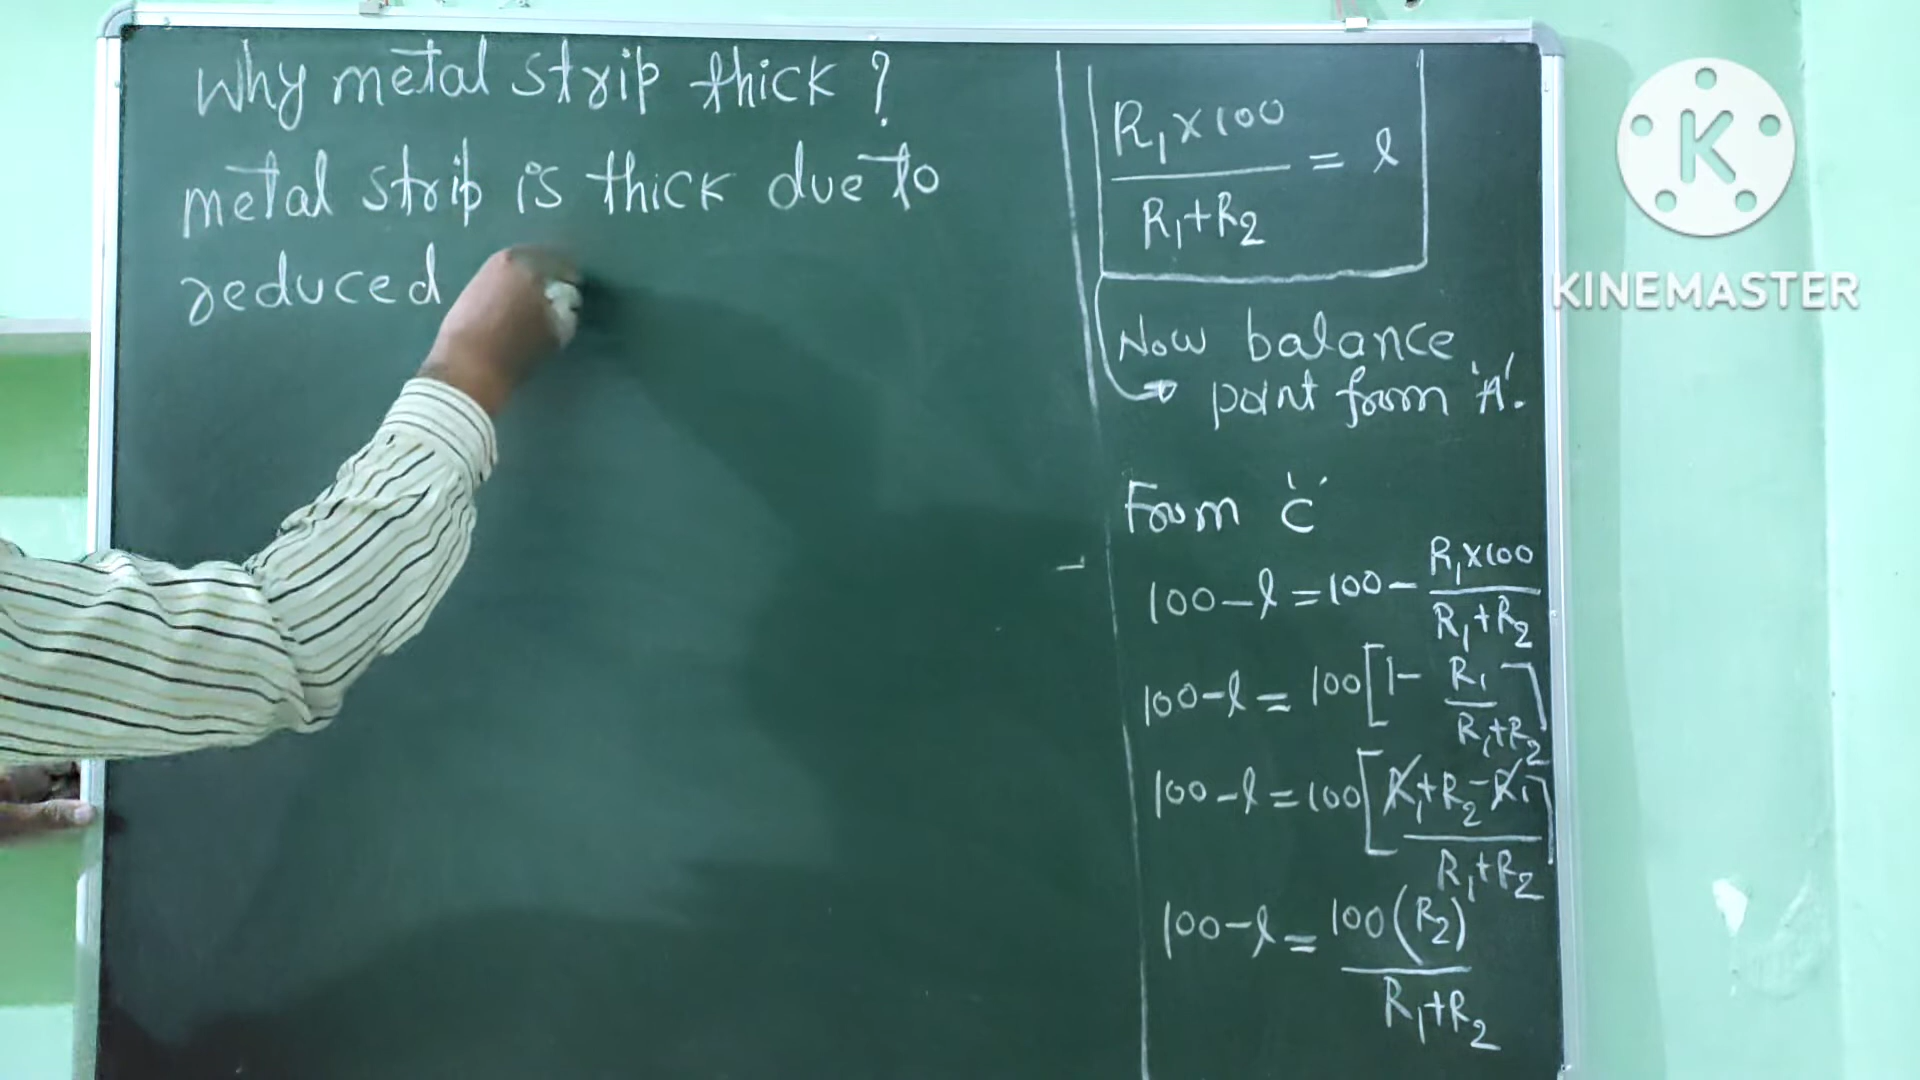 Why metal strip thick ?
metal strip is thick due to
reduced
R₁×100 / R₁+R₂ = l
Now balance
point from 'A'.
From 'C'
100-l = 100 - R₁×100 / R₁+R₂
100-l = 100 [1 - R₁ / R₁+R₂]
100-l = 100 [R₁+R₂-R₁ / R₁+R₂]
100-l = 100(R₂) / R₁+R₂
K
KINEMASTER